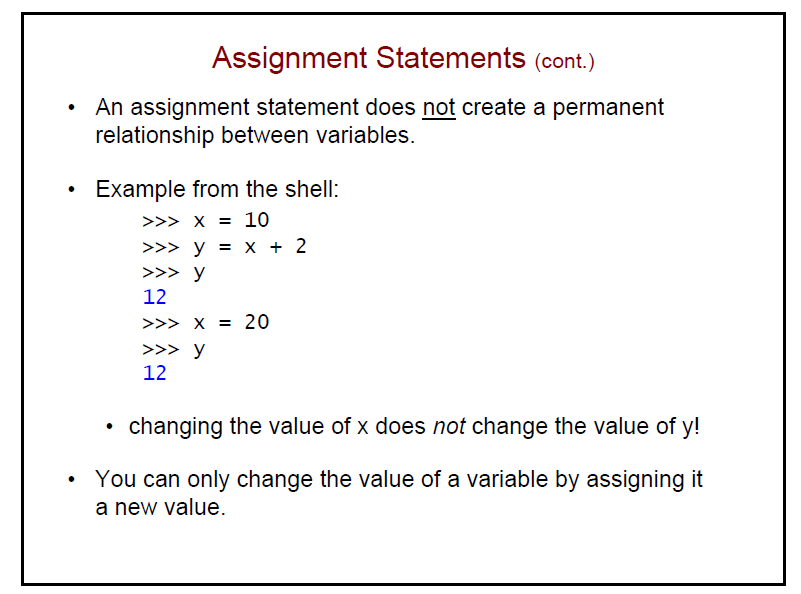 Assignment Statements (cont.)
• An assignment statement does not create a permanent
relationship between variables.
• Example from the shell:
>>> x = 10
>>> y = x + 2
>>> y
12
>>> x = 20
>>> y
12
• changing the value of x does not change the value of y!
• You can only change the value of a variable by assigning it
a new value.